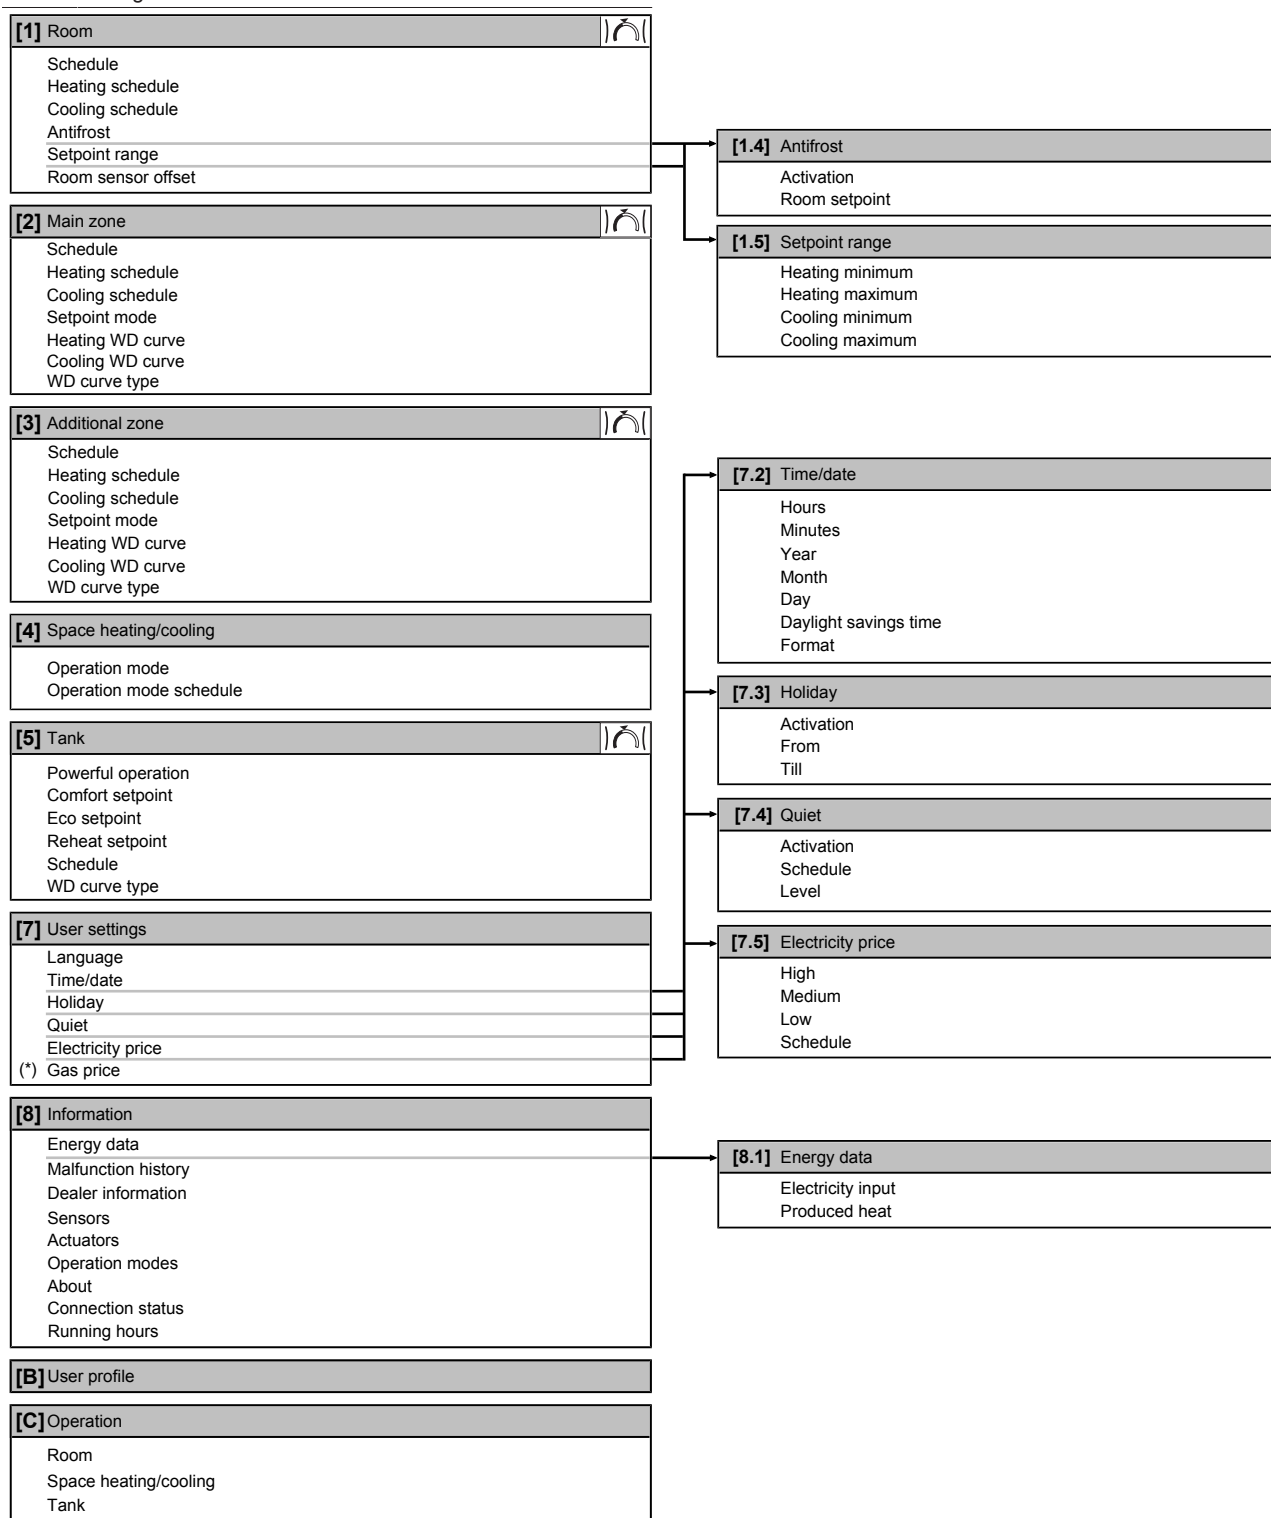 [1] Room
Schedule
Heating schedule
Cooling schedule
Antifrost
Setpoint range
Room sensor offset
[2] Main zone
Schedule
Heating schedule
Cooling schedule
Setpoint mode
Heating WD curve
Cooling WD curve
WD curve type
[3] Additional zone
Schedule
Heating schedule
Cooling schedule
Setpoint mode
Heating WD curve
Cooling WD curve
WD curve type
[4] Space heating/cooling
Operation mode
Operation mode schedule
[5] Tank
Powerful operation
Comfort setpoint
Eco setpoint
Reheat setpoint
Schedule
WD curve type
[7] User settings
Language
Time/date
Holiday
Quiet
Electricity price
(*) Gas price
[8] Information
Energy data
Malfunction history
Dealer information
Sensors
Actuators
Operation modes
About
Connection status
Running hours
[B] User profile
[C] Operation
Room
Space heating/cooling
Tank
[1.4] Antifrost
Activation
Room setpoint
[1.5] Setpoint range
Heating minimum
Heating maximum
Cooling minimum
Cooling maximum
[7.2] Time/date
Hours
Minutes
Year
Month
Day
Daylight savings time
Format
[7.3] Holiday
Activation
From
Till
[7.4] Quiet
Activation
Schedule
Level
[7.5] Electricity price
High
Medium
Low
Schedule
[8.1] Energy data
Electricity input
Produced heat